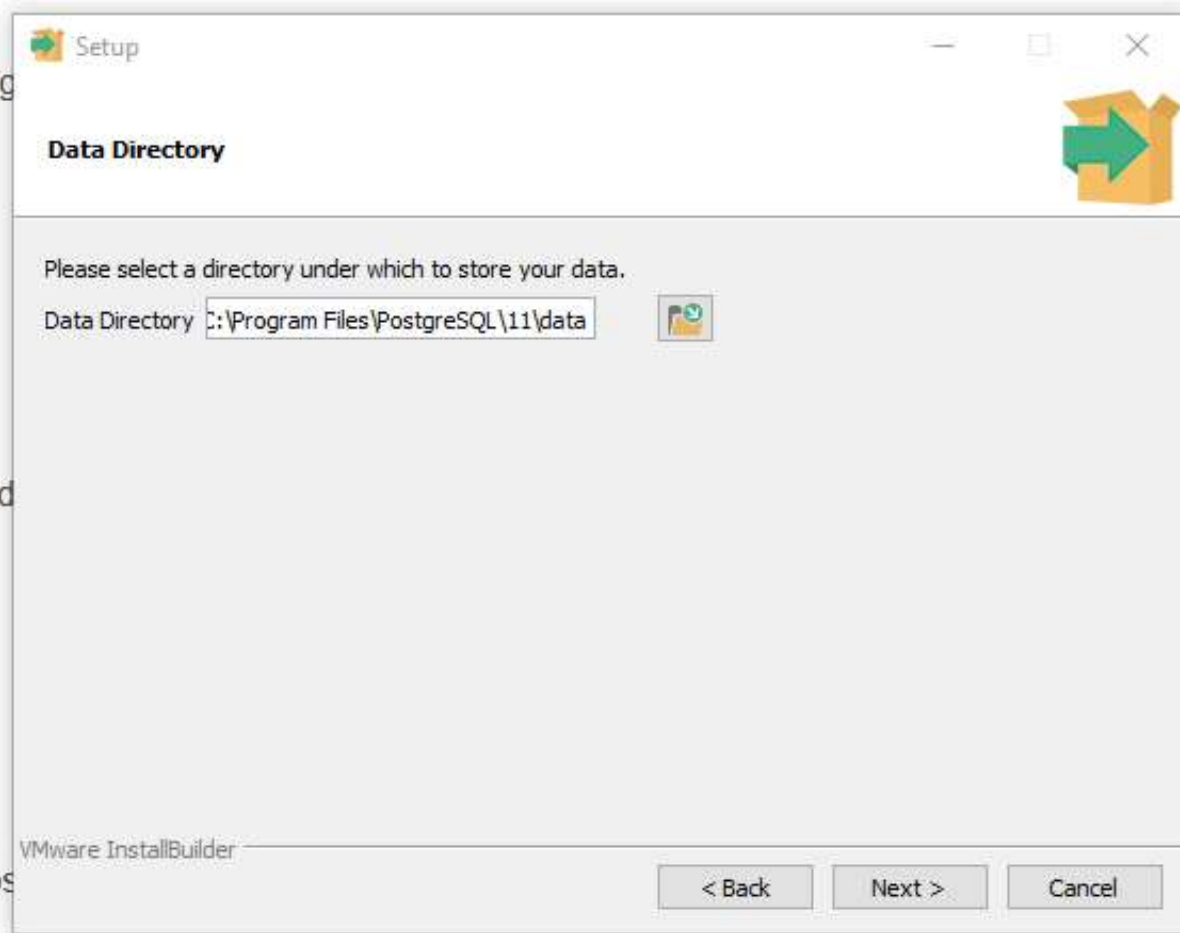 Setup
g
Data Directory
Please select a directory under which to store your data.
Data Directory C:\Program Files\PostgreSQL\11\data
d
VMware InstallBuilder
os
< Back Next > Cancel